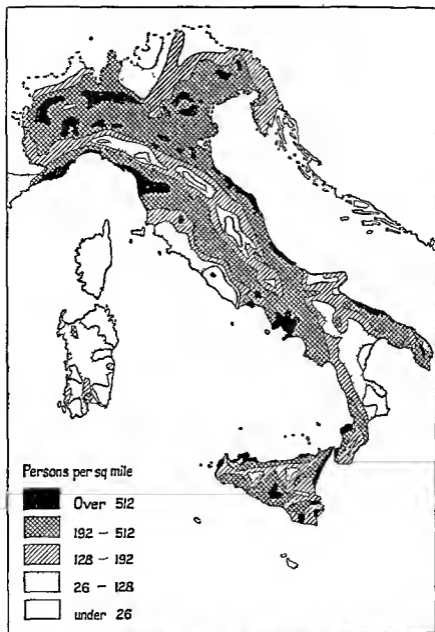 Persons per sq mile
Over 512
192 – 512
128 – 192
26 – 128
under 26